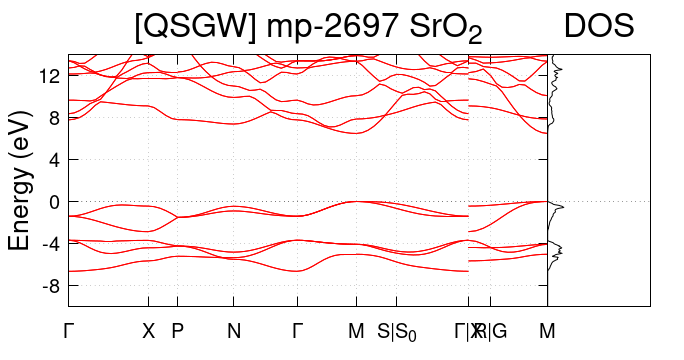 [QSGW] mp-2697 SrO2 DOS
Energy (eV)
12
8
4
0
-4
-8
Γ X P N Γ M S|S0 Γ|X R|G M